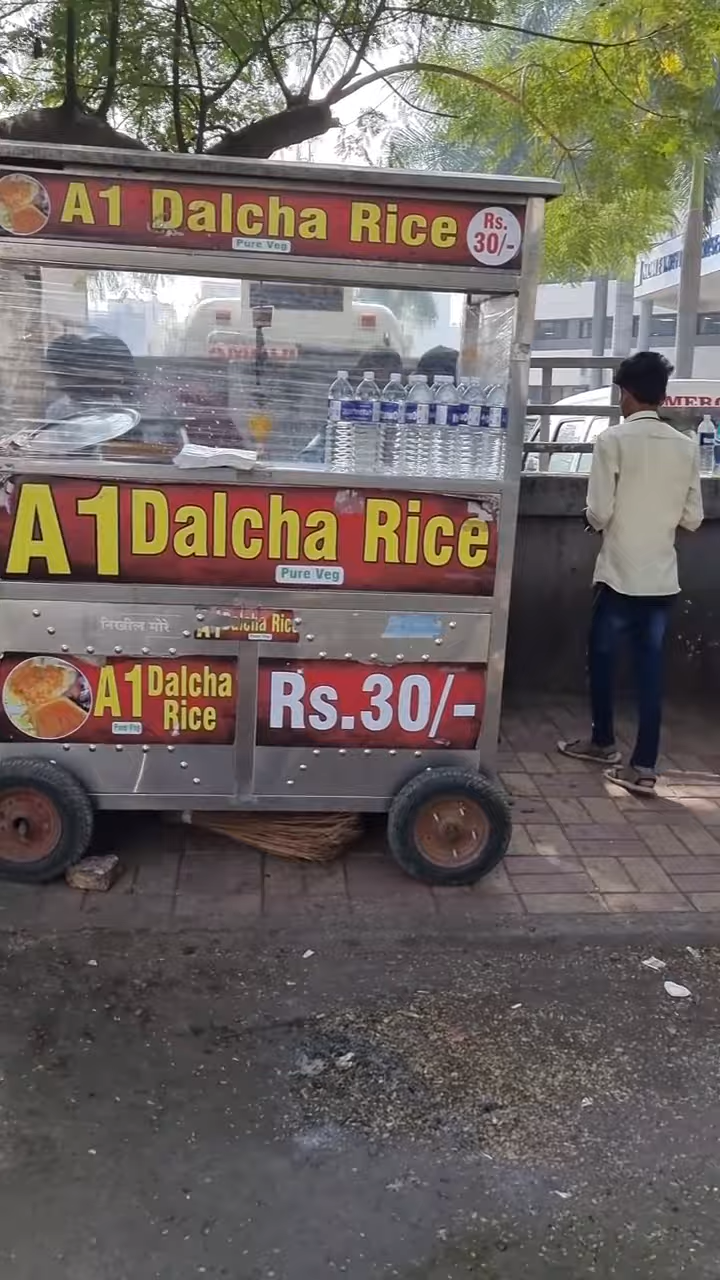 A1 Dalcha Rice
Pure Veg
Rs.
30/-
A1 Dalcha Rice
Pure Veg
निखील मोरे
A1 Dalcha Rice
A1 Dalcha
Rice
Pure Veg
Rs.30/-